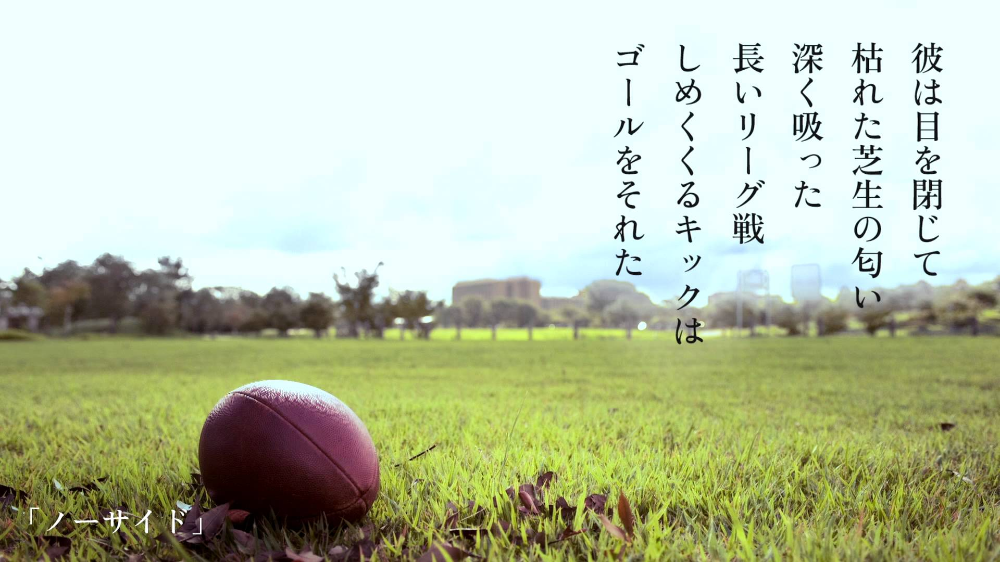 彼は目を閉じて
枯れた芝生の匂い
深く吸った
長いリーグ戦
しめくくるキックは
ゴールをそれた
「ノーサイド」